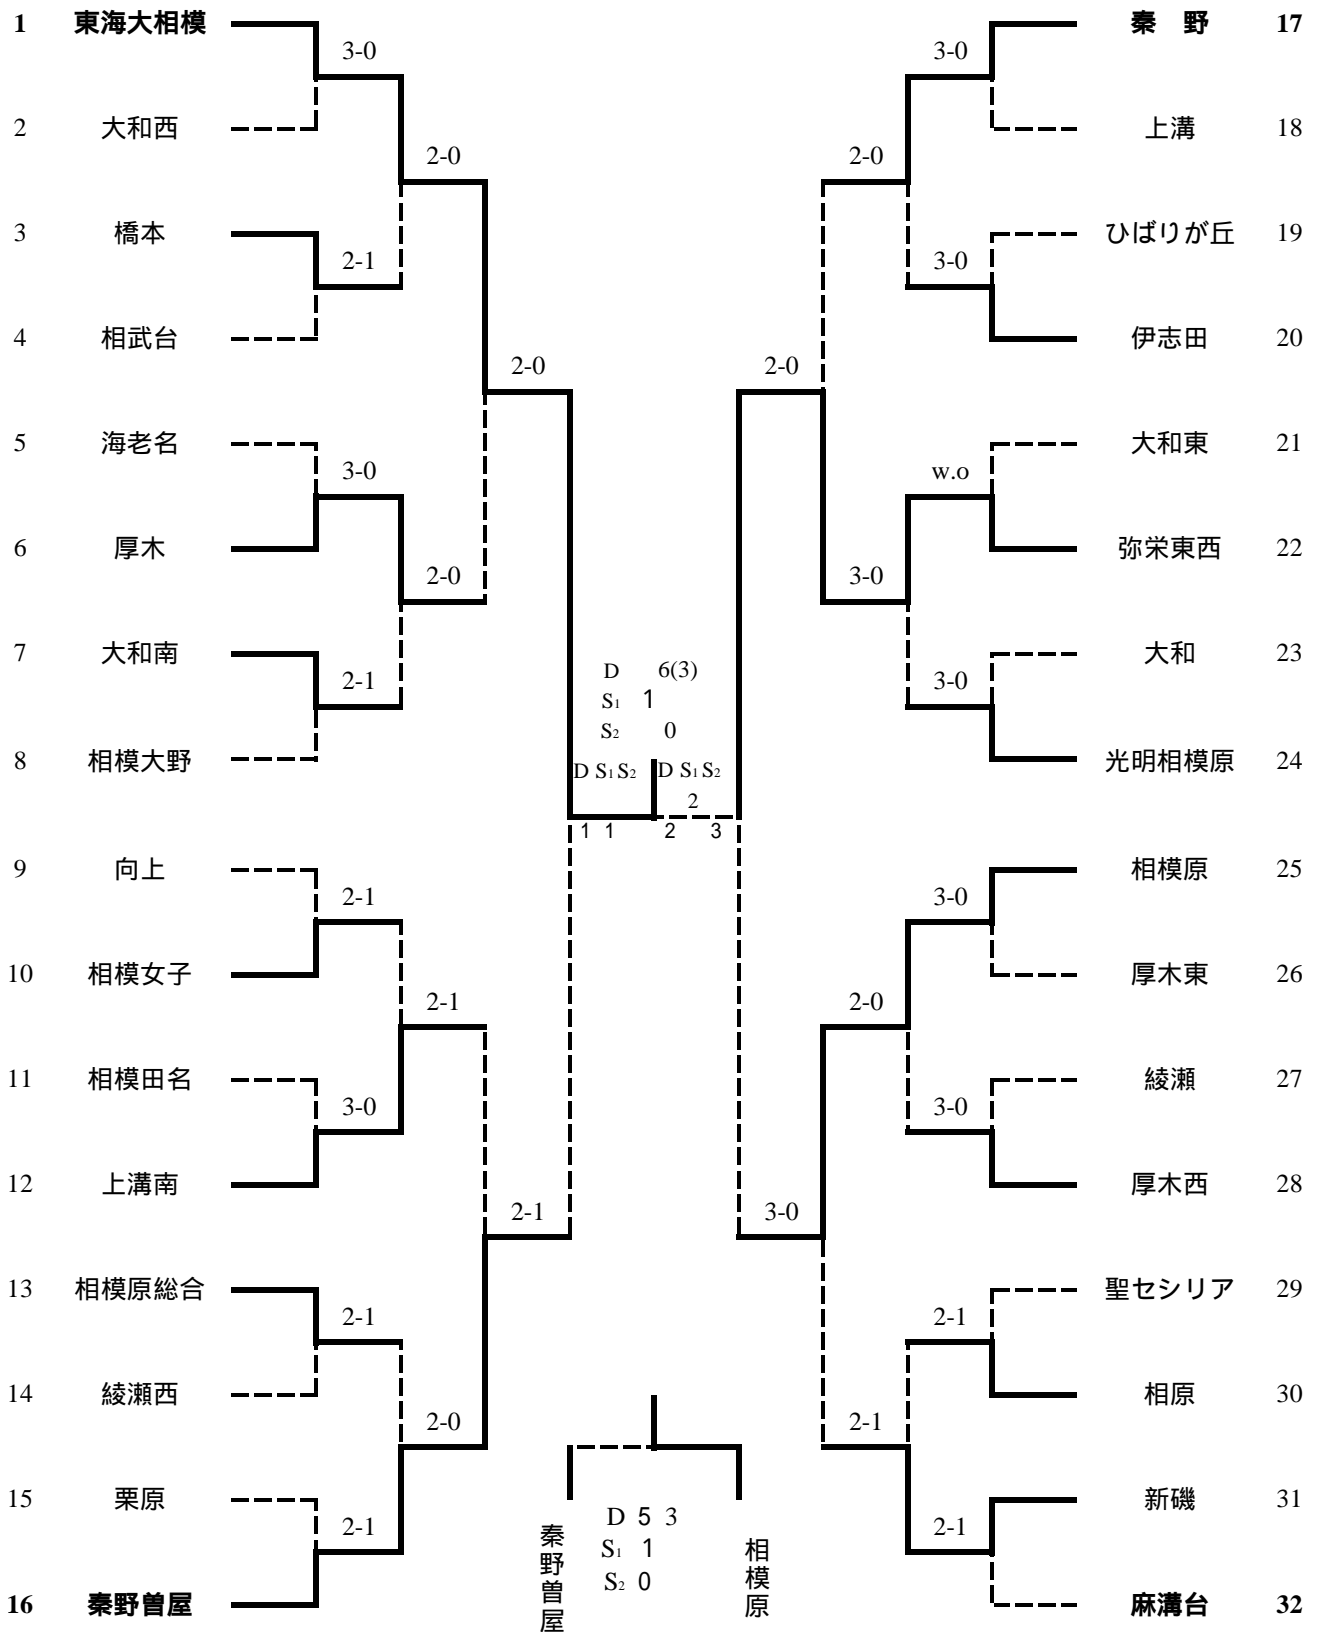 1 東海大相模
3-0
2 大和西
2-0
3 橋本
2-1
4 相武台
2-0
5 海老名
3-0
6 厚木
2-0
7 大和南
2-1
8 相模大野
9 向上
2-1
10 相模女子
2-1
11 相模田名
3-0
12 上溝南
2-1
13 相模原総合
2-1
14 綾瀬西
2-0
15 栗原
2-1
16 秦野曽屋
D 6(3)
S1 1
S2 0
D S1 S2 D S1 S2
2
1 1 2 3
秦 野 17
3-0
上溝 18
2-0
ひばりが丘 19
3-0
伊志田 20
2-0
大和東 21
w.o
弥栄東西 22
3-0
大和 23
3-0
光明相模原 24
相模原 25
3-0
厚木東 26
2-0
綾瀬 27
3-0
厚木西 28
3-0
聖セシリア 29
2-1
相原 30
2-1
新磯 31
2-1
麻溝台 32
秦野曽屋
D 5 3
S1 1
S2 0
相模原